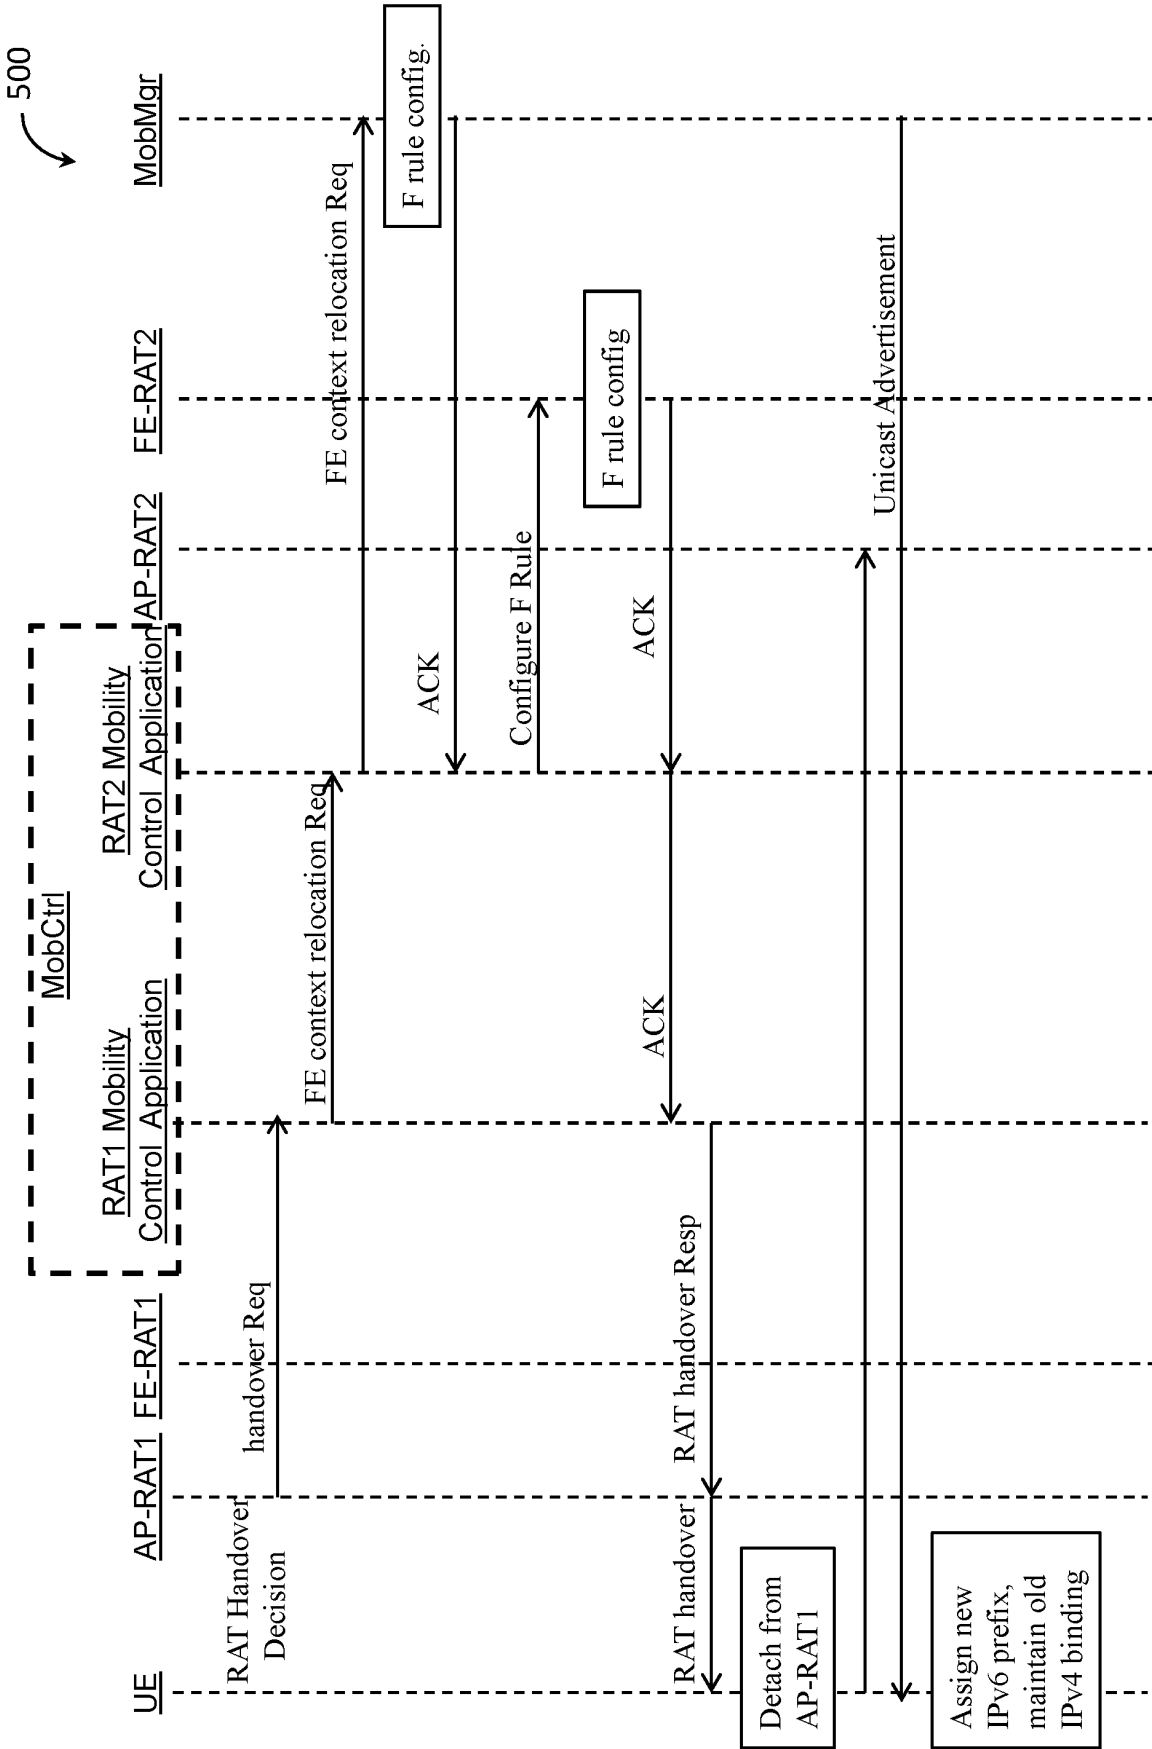 500
MobCtrl
UE
AP-RAT1
FE-RAT1
RAT1 Mobility
Control Application
RAT2 Mobility
Control Application
AP-RAT2
FE-RAT2
MobMgr
RAT Handover
Decision
handover Req
FE context relocation Req
FE context relocation Req
F rule config.
ACK
Configure F Rule
F rule config
ACK
ACK
RAT handover Resp
RAT handover
Detach from
AP-RAT1
Unicast Advertisement
Assign new
IPv6 prefix,
maintain old
IPv4 binding